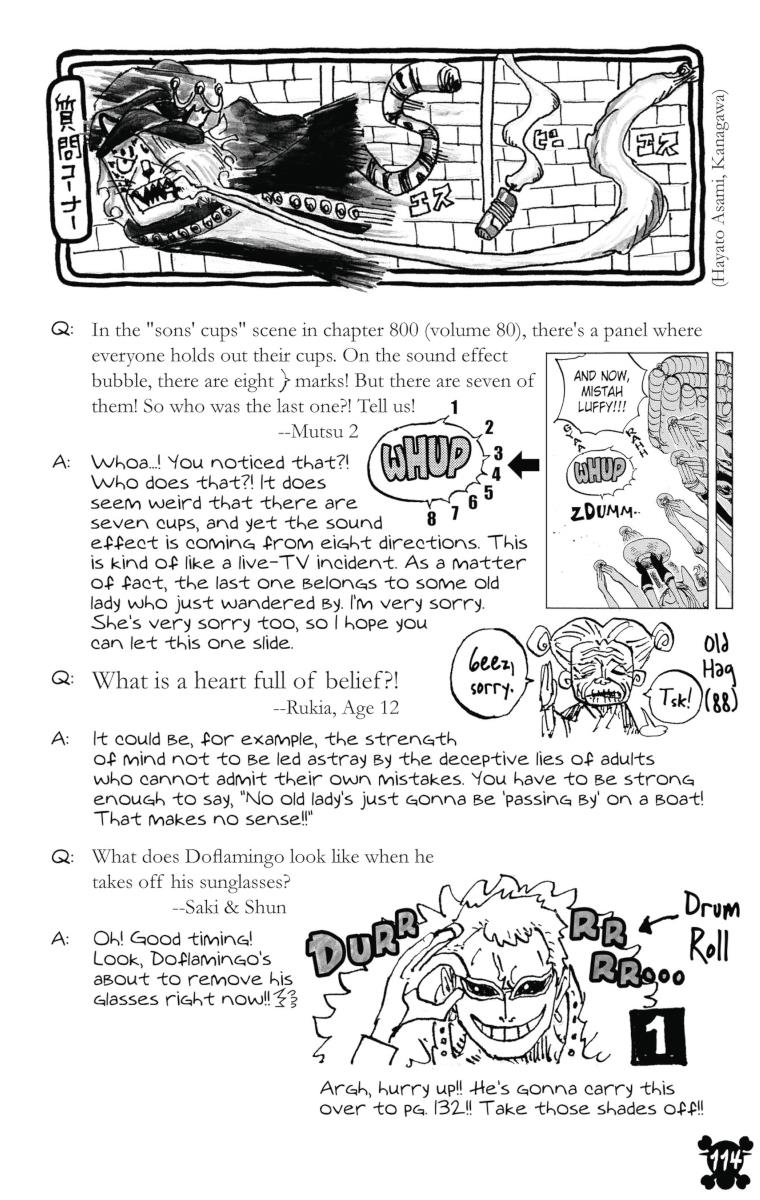 質問コーナー
エス
ビー
エス
(Hayato Asami, Kanagawa)
Q: In the "sons' cups" scene in chapter 800 (volume 80), there's a panel where
everyone holds out their cups. On the sound effect
bubble, there are eight marks! But there are seven of
them! So who was the last one?! Tell us!
--Mutsu 2
AND NOW,
MISTAH
LUFFY!!!
WHUP
ZDUMM..
WHUP
1
2
3
4
5
6
7
8
A: Whoa...! You noticed that?!
Who does that?! It does
seem weird that there are
seven cups, and yet the sound
effect is coming from eight directions. This
is kind of like a live-TV incident. As a matter
of fact, the last one belongs to some old
lady who just wandered by. I'm very sorry.
She's very sorry too, so I hope you
can let this one slide.
Geez,
sorry.
Tsk!
Old
Hag
(88)
Q: What is a heart full of belief?!
--Rukia, Age 12
A: It could be, for example, the strength
of mind not to be led astray by the deceptive lies of adults
who cannot admit their own mistakes. You have to be strong
enough to say, "No old lady's just gonna be 'passing by' on a boat!
That makes no sense!!"
Q: What does Doflamingo look like when he
takes off his sunglasses?
--Saki & Shun
A: Oh! Good timing!
Look, Doflamingo's
about to remove his
glasses right now!!
DURR
RR
RR...
Drum
Roll
1
Argh, hurry up!! He's gonna carry this
over to pg. 132!! Take those shades off!!
114